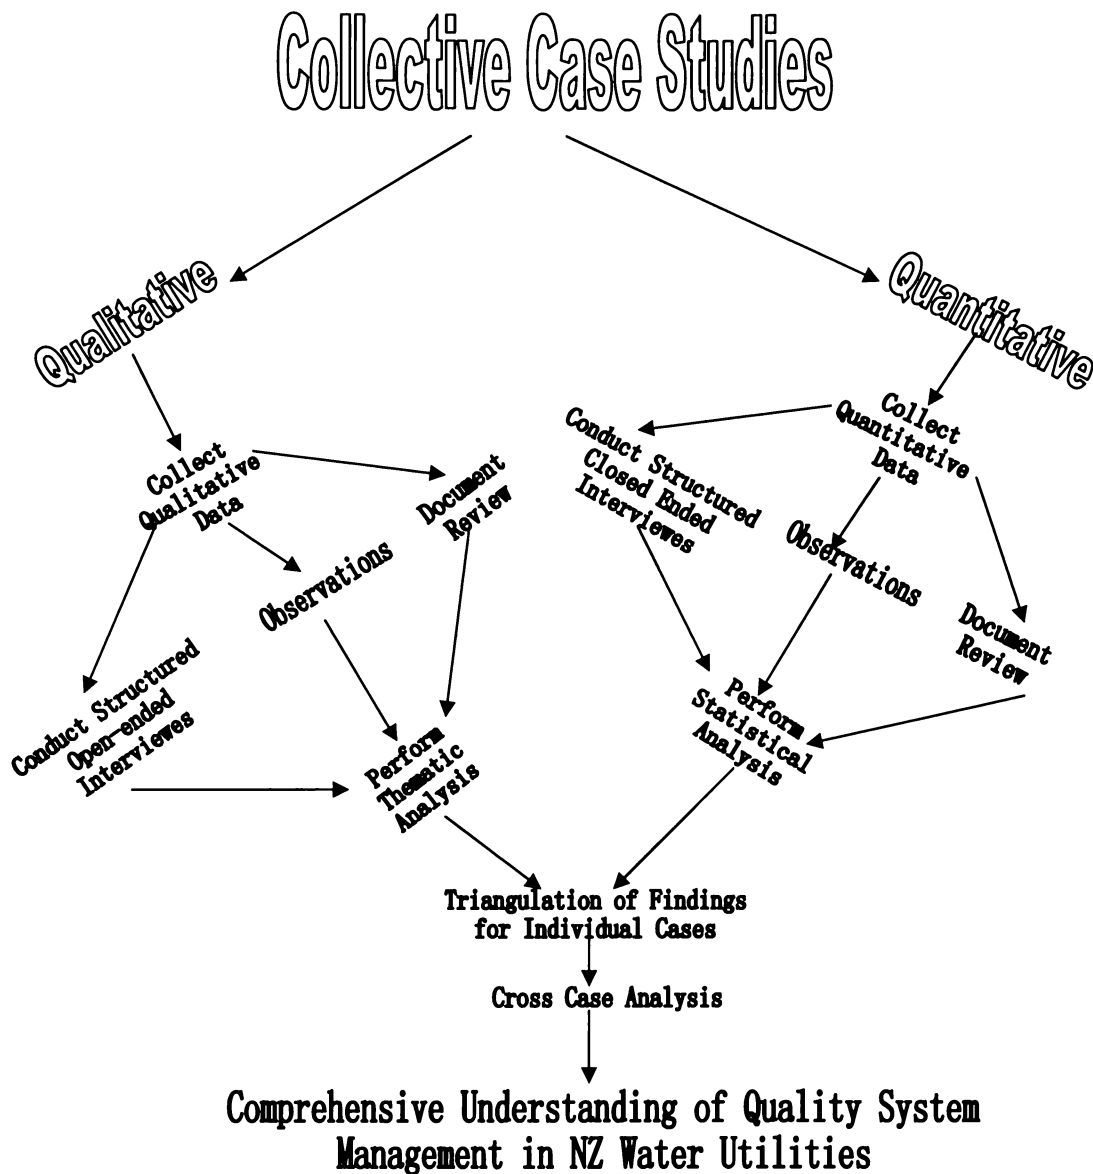 Collective Case Studies
Qualitative
Quantitative
Collect
Qualitative
Data
Document
Review
Observations
Conduct Structured
Open-ended
Interviewes
Perform
Thematic
Analysis
Collect
Quantitative
Data
Conduct Structured
Closed Ended
Interviewes
Observations
Document
Review
Perform
Statistical
Analysis
Triangulation of Findings
for Individual Cases
Cross Case Analysis
Comprehensive Understanding of Quality System
Management in NZ Water Utilities